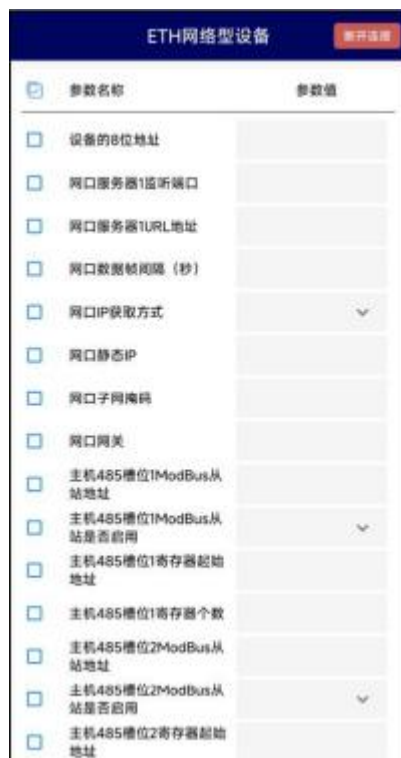 ETH网络型设备
断开连接
参数名称
参数值
设备的8位地址
网口服务器1监听端口
网口服务器1URL地址
网口数据帧间隔（秒）
网口IP获取方式
网口静态IP
网口子网掩码
网口网关
主机485槽位1ModBus从
站地址
主机485槽位1ModBus从
站是否启用
主机485槽位1寄存器起始
地址
主机485槽位1寄存器个数
主机485槽位2ModBus从
站地址
主机485槽位2ModBus从
站是否启用
主机485槽位2寄存器起始
地址